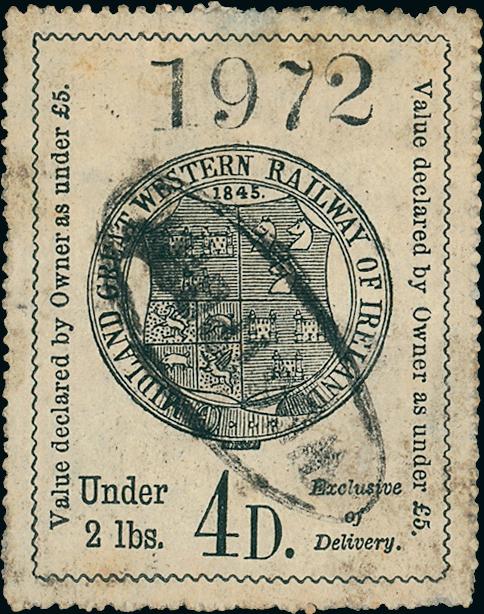 1972
MIDLAND GREAT WESTERN RAILWAY OF IRELAND
1845.
Value declared by Owner as under £5.
Value declared by Owner as under £5.
Under
2 lbs.
4D.
Exclusive
of
Delivery.